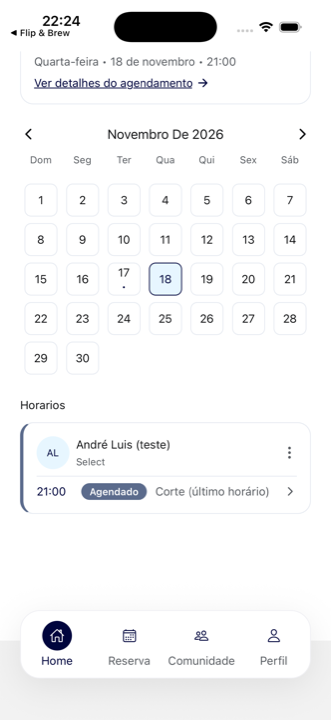 22:24
◀ Flip & Brew
Quarta-feira • 18 de novembro • 21:00
Ver detalhes do agendamento →
Novembro De 2026
Dom Seg Ter Qua Qui Sex Sáb
1 2 3 4 5 6 7
8 9 10 11 12 13 14
15 16 17 18 19 20 21
22 23 24 25 26 27 28
29 30
Horarios
AL André Luis (teste)
Select
21:00 Agendado Corte (último horário)
Home Reserva Comunidade Perfil